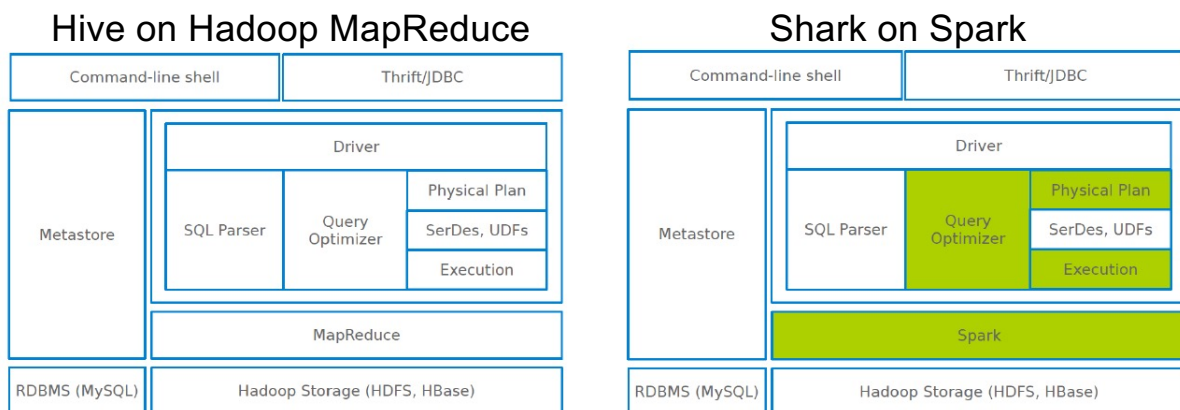 Hive on Hadoop MapReduce
Command-line shell
Thrift/JDBC
Metastore
Driver
SQL Parser
Query
Optimizer
Physical Plan
SerDes, UDFs
Execution
MapReduce
RDBMS (MySQL)
Hadoop Storage (HDFS, HBase)
Shark on Spark
Command-line shell
Thrift/JDBC
Metastore
Driver
SQL Parser
Query
Optimizer
Physical Plan
SerDes, UDFs
Execution
Spark
RDBMS (MySQL)
Hadoop Storage (HDFS, HBase)